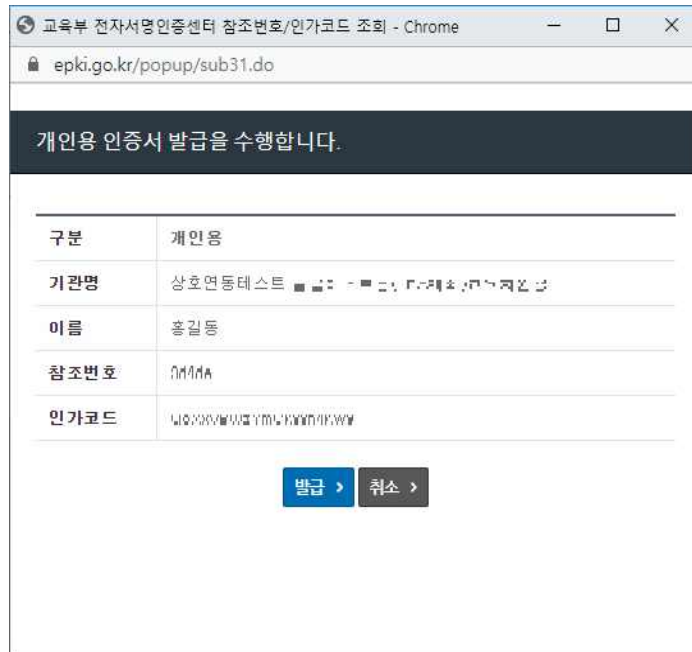 교육부 전자서명인증센터 참조번호/인가코드 조회 - Chrome
epki.go.kr/popup/sub31.do
개인용 인증서 발급을 수행합니다.
구분 개인용
기관명 상호연동테스트
이름 홍길동
참조번호
인가코드
발급 취소